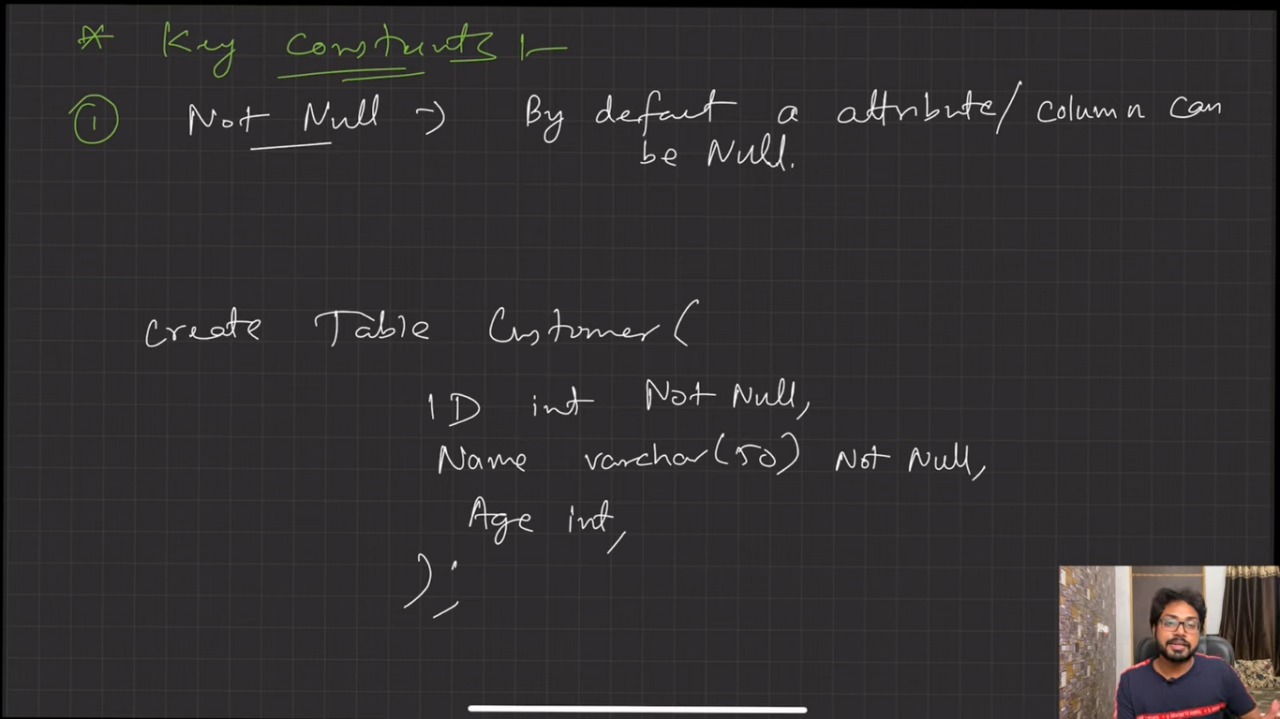 * Key constraints :-
① Not Null → By default a attribute/column can
be Null.
Create Table Customer(
ID int Not Null,
Name varchar(50) Not Null,
Age int,
);